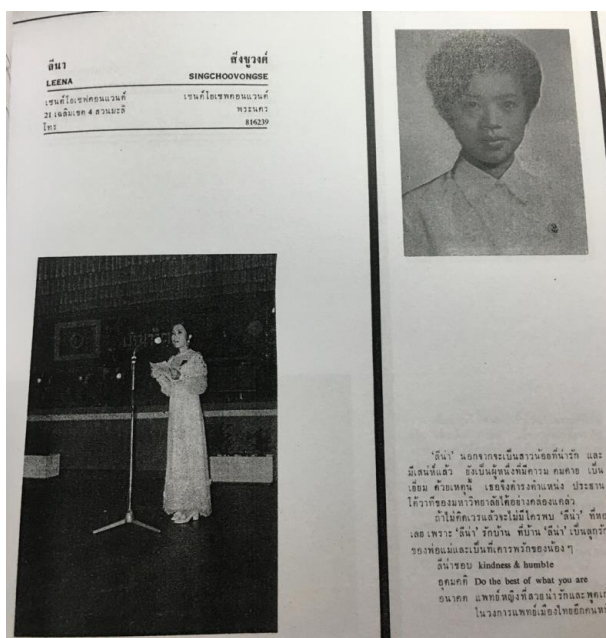 ลีนา สิงชูวงศ์
LEENA SINGCHOOVONGSE
เซนต์โยเซฟคอนแวนต์ เซนต์โยเซฟคอนแวนต์
21 เฉลิมเขต 4 สวนมะลิ พระนคร
โทร 816239
'ลีน่า' นอกจากจะเป็นสาวน้อยที่น่ารัก และ
มีเสน่ห์แล้ว ยังเป็นผู้หนึ่งที่มีความ คมคาย เป็น
เยี่ยม ด้วยเหตุนี้ เธอจึงดำรงตำแหน่ง ประธาน
โต้วาทีของมหาวิทยาลัยได้อย่างคล่องแคล่ว
ถ้าไม่ติดเวรแล้วจะไม่มีใครพบ 'ลีน่า' ที่หอ
เลย เพราะ 'ลีน่า' รักบ้าน ที่บ้าน 'ลีน่า' เป็นลูกรัก
ของพ่อแม่และเป็นที่เคารพรักของน้อง ๆ
ลีน่าชอบ kindness & humble
อุดมคติ Do the best of what you are
อนาคต แพทย์หญิงที่สวยน่ารักและพูดเก
ในวงการแพทย์เมืองไทยอีกคน